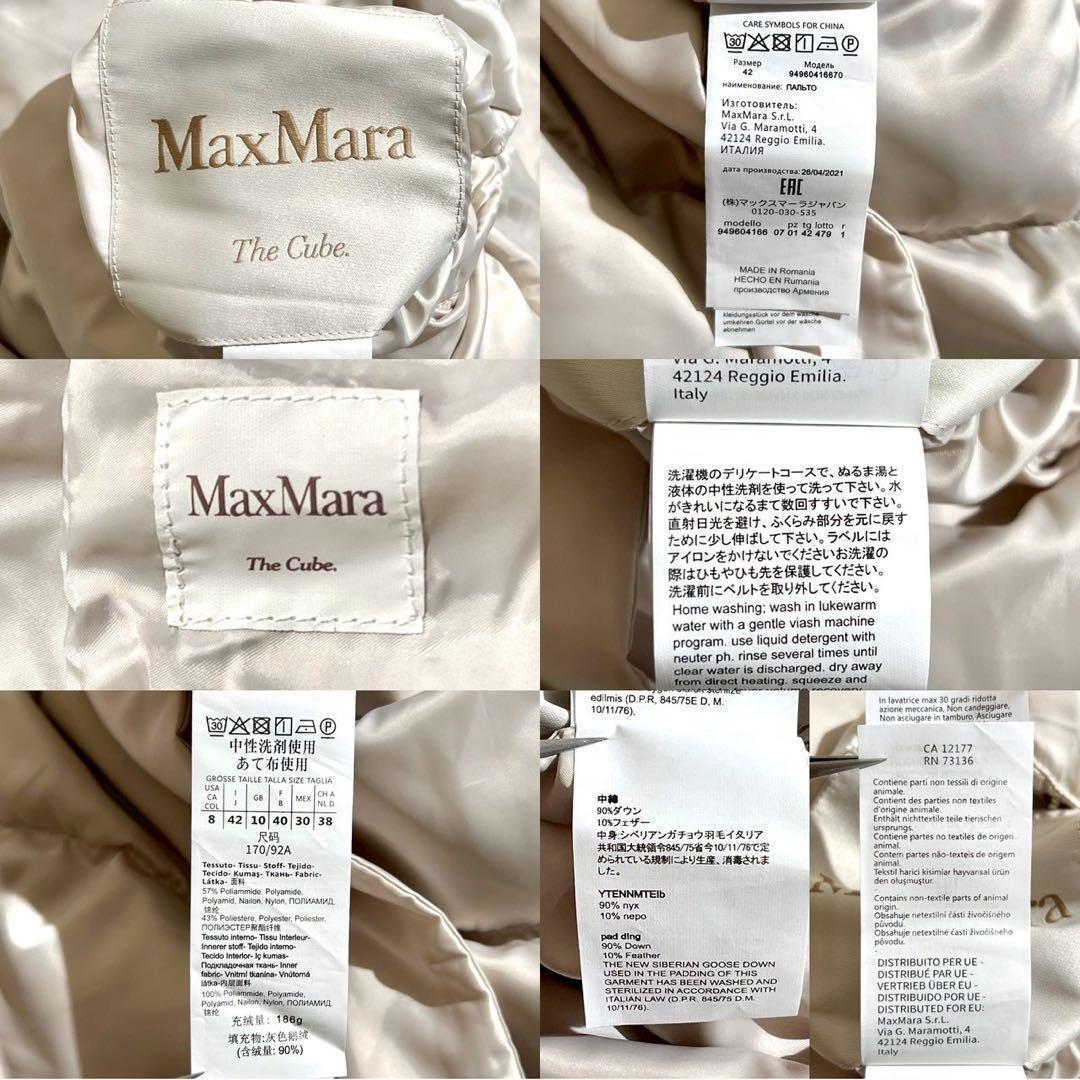 MaxMara
The Cube.
CARE SYMBOLS FOR CHINA
30
P
Размер Модель
42 94960416670
наименование: ПАЛЬТО
Изготовитель:
MaxMara S.r.L.
Via G. Maramotti, 4
42124 Reggio Emilia.
ИТАЛИЯ
дата производства:26/04/2021
EAC
(株)マックスマーラジャパン
0120-030-535
modello pz tg lotto r
949604166 07 01 42 479 1
MADE IN Romania
HECHO EN Rumania
производство Армения
kleidungsstück vor dem wasche
umkehren.Gürtel vor der wäsche
abnehmen
MaxMara
The Cube.
Via G. Maramotti, 4
42124 Reggio Emilia.
Italy
洗濯機のデリケートコースで、ぬるま湯と
液体の中性洗剤を使って洗って下さい。水
がきれいになるまて数回すすいで下さい。
直射日光を避け、ふくらみ部分を元に戻す
ために少し伸ばして下さい。ラベルには
アイロンをかけないでくださいお洗濯の
際はひもやひも先を保護してください。
洗濯前にベルトを取り外してください。
Home washing; wash in lukewarm
water with a gentle viash machine
program. use liquid detergent with
neuter ph. rinse several times until
clear water is discharged. dry away
from direct heating. squeeze and
30
P
中性洗剤使用
あて布使用
GROSSE TAILLE TALLA SIZE TAGLIA
USA CA COL I J GB F B MEX CH A NL D
8 42 10 40 30 38
尺码
170/92A
Tessuto- Tissu- Stoff- Tejido-
Tecido- Kumaş- Ткань- Fabric-
Látka- 面料
57% Poliammide, Polyamide,
Polyamid, Nailon, Nylon, ПОЛИАМИД,
锦纶
43% Poliestere, Polyester, Poliester,
ПОЛИЭСТЕР聚酯纤维
Tessuto interno- Tissu Interleur-
Innerer stoff- Tejido interno-
Tecido Interior- Iç kumas-
Подкладочная ткань- Inner
fabric- Vnitrní tkanina- Vnútorná
látka-内层面料
100% Poliammide, Polyamide,
Polyamid, Nailon, Nylon, ПОЛИАМИД,
锦纶
充绒量: 186g
填充物:灰色鹅绒
(含绒量: 90%)
edilmis (D.P.R, 845/75E D, M.
10/11/76).
中綿
90%ダウン
10%フェザー
中身:シベリアンガチョウ羽毛イタリア
共和国大統領令845/75省今10/11/76で定
められている規制により生産、消毒されま
した。
YTENNMTEIb
90% nyx
10% nepo
pad ding
90% Down
10% Feather
THE NEW SIBERIAN GOOSE DOWN
USED IN THE PADDING OF THIS
GARMENT HAS BEEN WASHED AND
STERILIZED IN ACCORDANCE WITH
ITALIAN LAW (D.P.R. 845/75 D.M.
10/11/76).
In lavatrice max 30 gradi ridotta
azione meccanica, Non candeggiare,
Non asciugare in tamburo, Asciugare
CA 12177
RN 73136
Contiene parti non tessili di origine
animale.
Contient des parties non textiles
d'origine animale.
Enthält nichttextile teile tierischen
ursprungs.
Contiene partes no textiles de origen
animal.
Contem partes não-texteis de origem
animal.
Tekstil harici kisimlar hayvansal ürün
den oluşmuştur.
Contains non-textile parts of animal
origin.
Obsahuje netextilní části živočišného
původu.
Obsahuje netextilné časti živočišného
pôvodu.
DISTRIBUITO PER UE -
DISTRIBUÉ PAR UE -
VERTRIEB ÜBER EU -
DISTRIBUIDO POR UE -
DISTRIBUIDO POR UE -
DISTRIBUTED FOR EU:
MaxMara S.r.L.
Via G. Maramotti, 4
42124 Reggio Emilia.
Italy